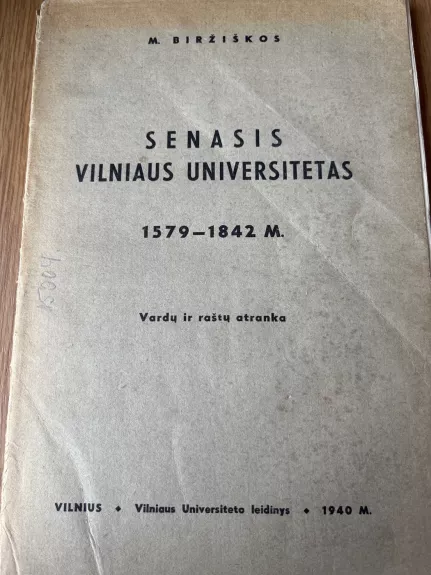 M. BIRŽIŠKOS
SENASIS
VILNIAUS UNIVERSITETAS
1579–1842 M.
Vardų ir raštų atranka
VILNIUS ◆ Vilniaus Universiteto leidinys ◆ 1940 M.